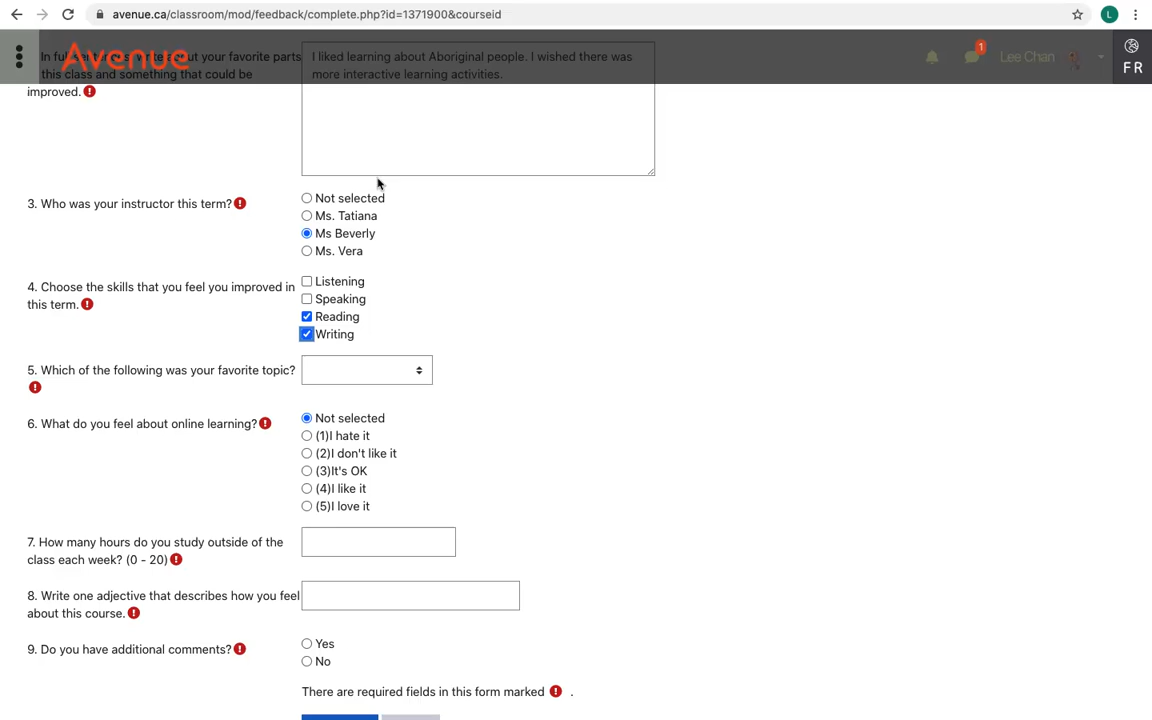 avenue.ca/classroom/mod/feedback/complete.php?id=1371900&courseid
L
Avenue
1
Lee Chan
FR
your favorite parts
this class and something that could be
improved.
I liked learning about Aboriginal people. I wished there was
more interactive learning activities.
3. Who was your instructor this term?
Not selected
Ms. Tatiana
Ms Beverly
Ms. Vera
4. Choose the skills that you feel you improved in
this term.
Listening
Speaking
Reading
Writing
5. Which of the following was your favorite topic?
6. What do you feel about online learning?
Not selected
(1)I hate it
(2)I don't like it
(3)It's OK
(4)I like it
(5)I love it
7. How many hours do you study outside of the
class each week? (0 - 20)
8. Write one adjective that describes how you feel
about this course.
9. Do you have additional comments?
Yes
No
There are required fields in this form marked .